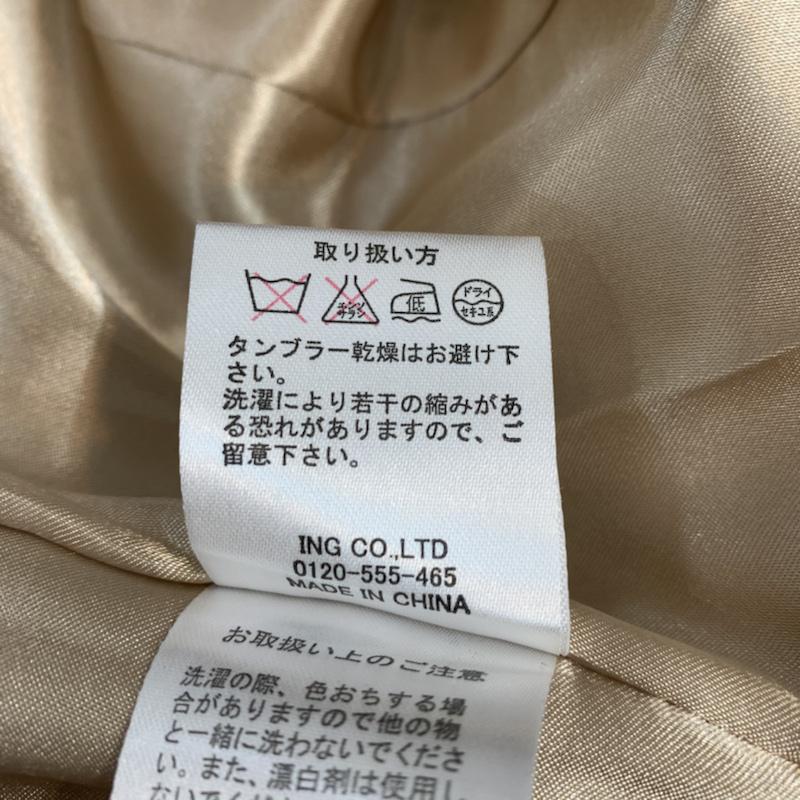 取り扱い方
エンソ
サラシ
低
ドライ
セキユ系
タンブラー乾燥はお避け下
さい。
洗濯により若干の縮みがあ
る恐れがありますので、ご
留意下さい。
ING CO.,LTD
0120-555-465
MADE IN CHINA
お取扱い上のご注意
洗濯の際、色おちする場
合がありますので他の物
と一緒に洗わないでくださ
い。また、漂白剤は使用し
ないでくだ